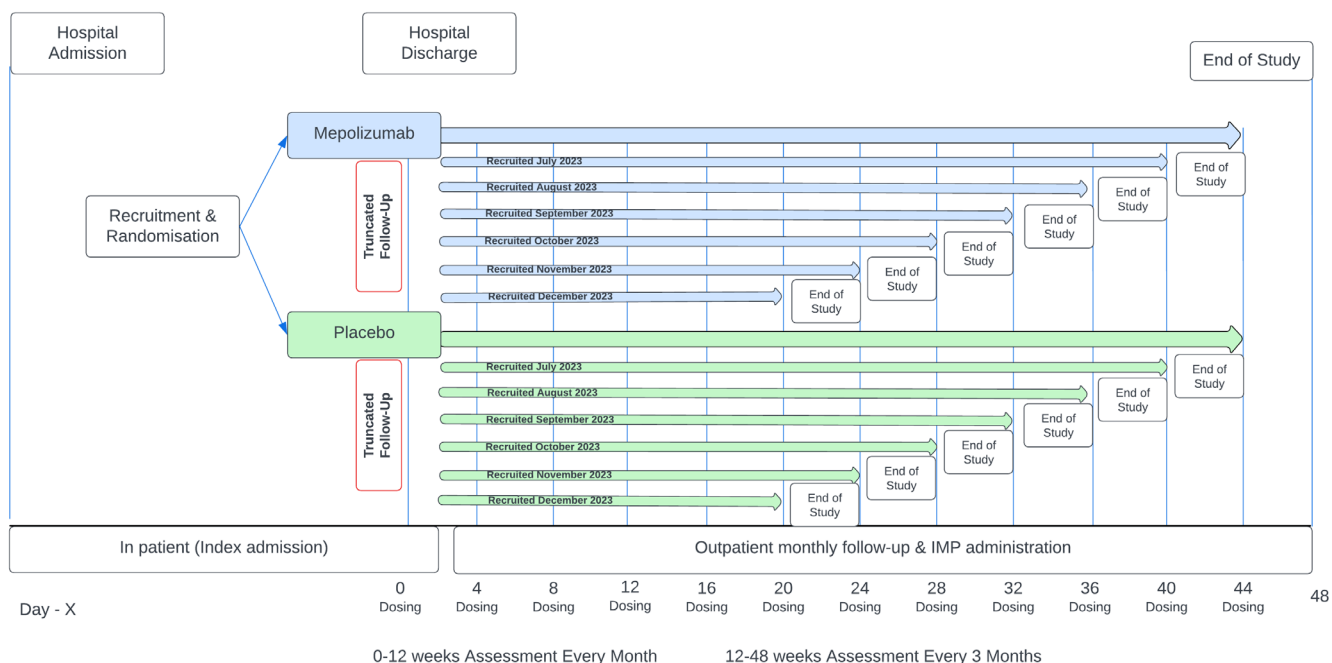 Hospital
Admission
Hospital
Discharge
End of Study
Mepolizumab
Recruited July 2023
End of
Study
Recruited August 2023
End of
Study
Recruited September 2023
End of
Study
Recruited October 2023
End of
Study
Recruited November 2023
End of
Study
Recruited December 2023
End of
Study
Truncated
Follow-Up
Recruitment &
Randomisation
Placebo
Recruited July 2023
End of
Study
Recruited August 2023
End of
Study
Recruited September 2023
End of
Study
Recruited October 2023
End of
Study
Recruited November 2023
End of
Study
Recruited December 2023
End of
Study
Truncated
Follow-Up
In patient (Index admission)
Outpatient monthly follow-up & IMP administration
0 4 8 12 16 20 24 28 32 36 40 44 48
Dosing Dosing Dosing Dosing Dosing Dosing Dosing Dosing Dosing Dosing Dosing Dosing
Day - X
0-12 weeks Assessment Every Month
12-48 weeks Assessment Every 3 Months